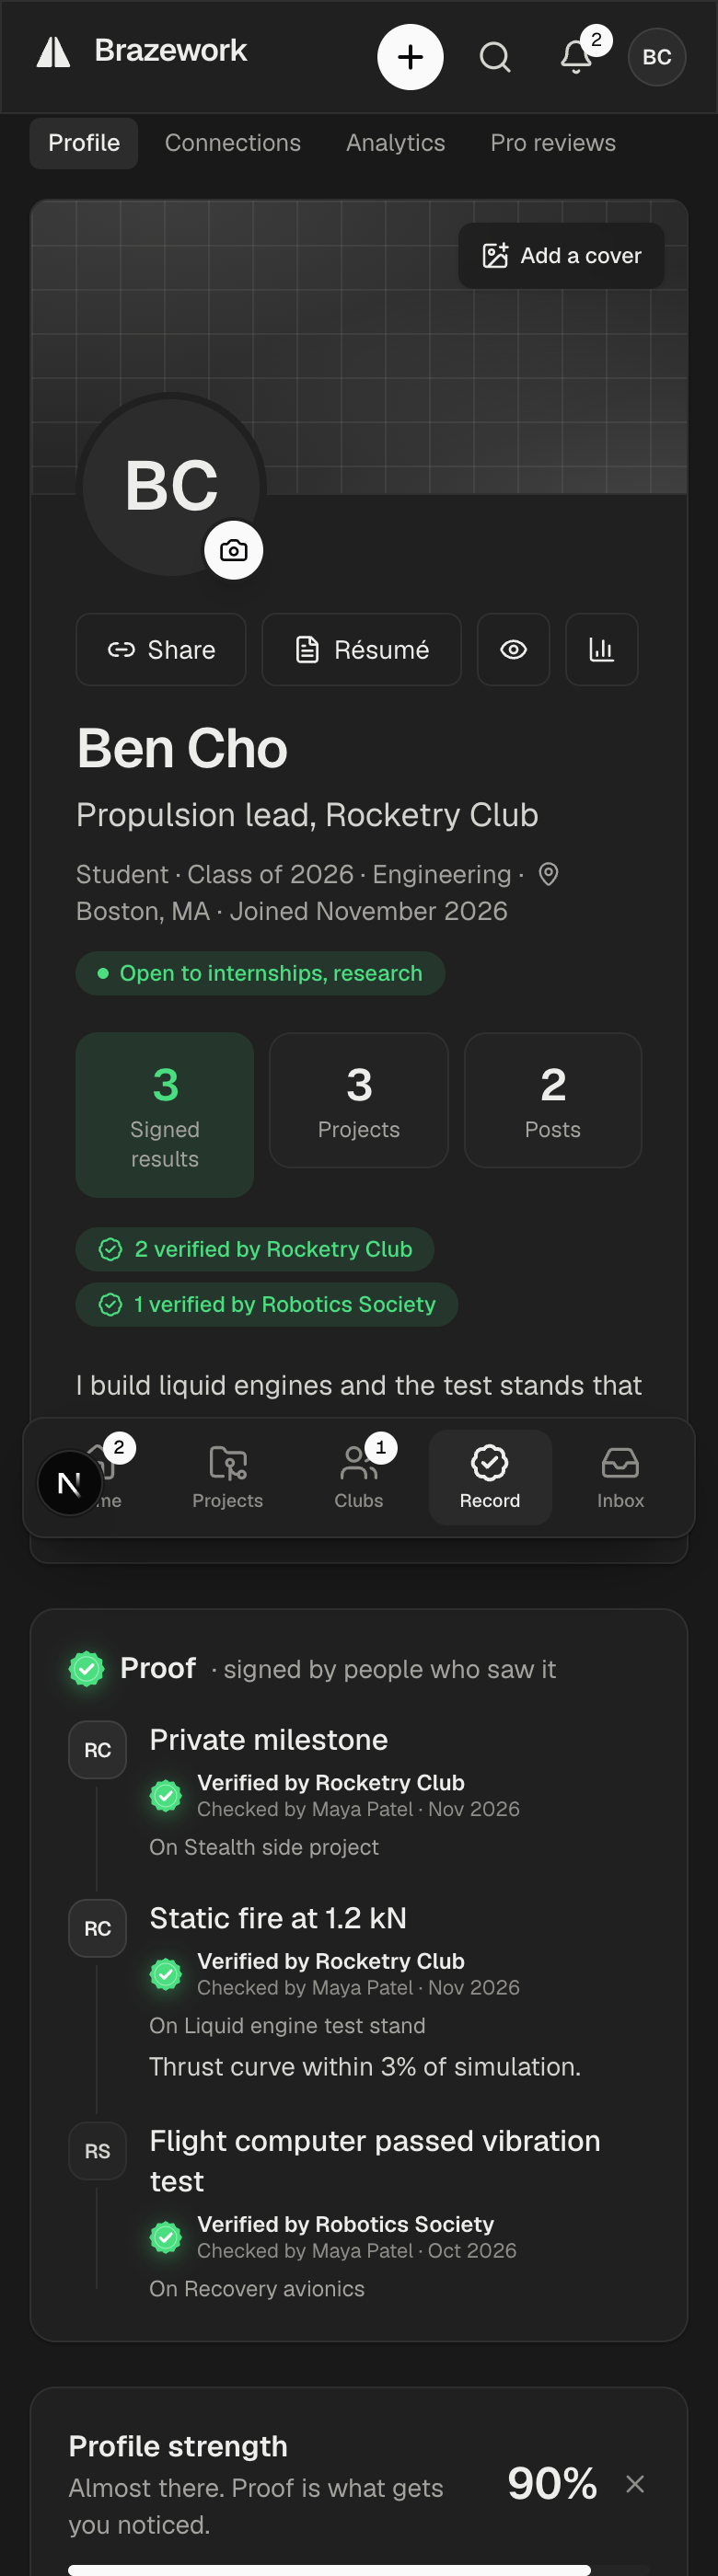 Brazework
2
BC
Profile
Connections
Analytics
Pro reviews
Add a cover
BC
Share
Résumé
Ben Cho
Propulsion lead, Rocketry Club
Student · Class of 2026 · Engineering ·
Boston, MA · Joined November 2026
Open to internships, research
3
Signed
results
3
Projects
2
Posts
2 verified by Rocketry Club
1 verified by Robotics Society
I build liquid engines and the test stands that
2
me
Projects
1
Clubs
Record
Inbox
N
Proof · signed by people who saw it
RC
Private milestone
Verified by Rocketry Club
Checked by Maya Patel · Nov 2026
On Stealth side project
RC
Static fire at 1.2 kN
Verified by Rocketry Club
Checked by Maya Patel · Nov 2026
On Liquid engine test stand
Thrust curve within 3% of simulation.
RS
Flight computer passed vibration
test
Verified by Robotics Society
Checked by Maya Patel · Oct 2026
On Recovery avionics
Profile strength
Almost there. Proof is what gets
you noticed.
90%